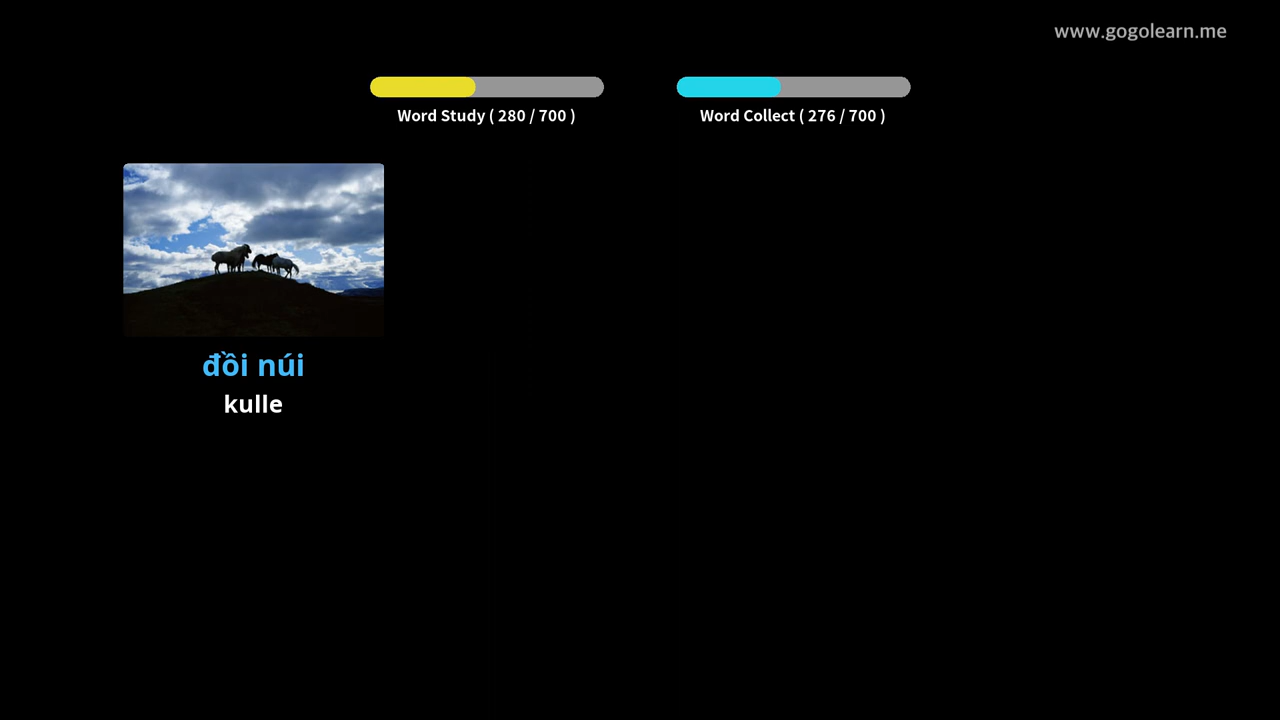 www.gogolearn.me
Word Study ( 280 / 700 )
Word Collect ( 276 / 700 )
đồi núi
kulle